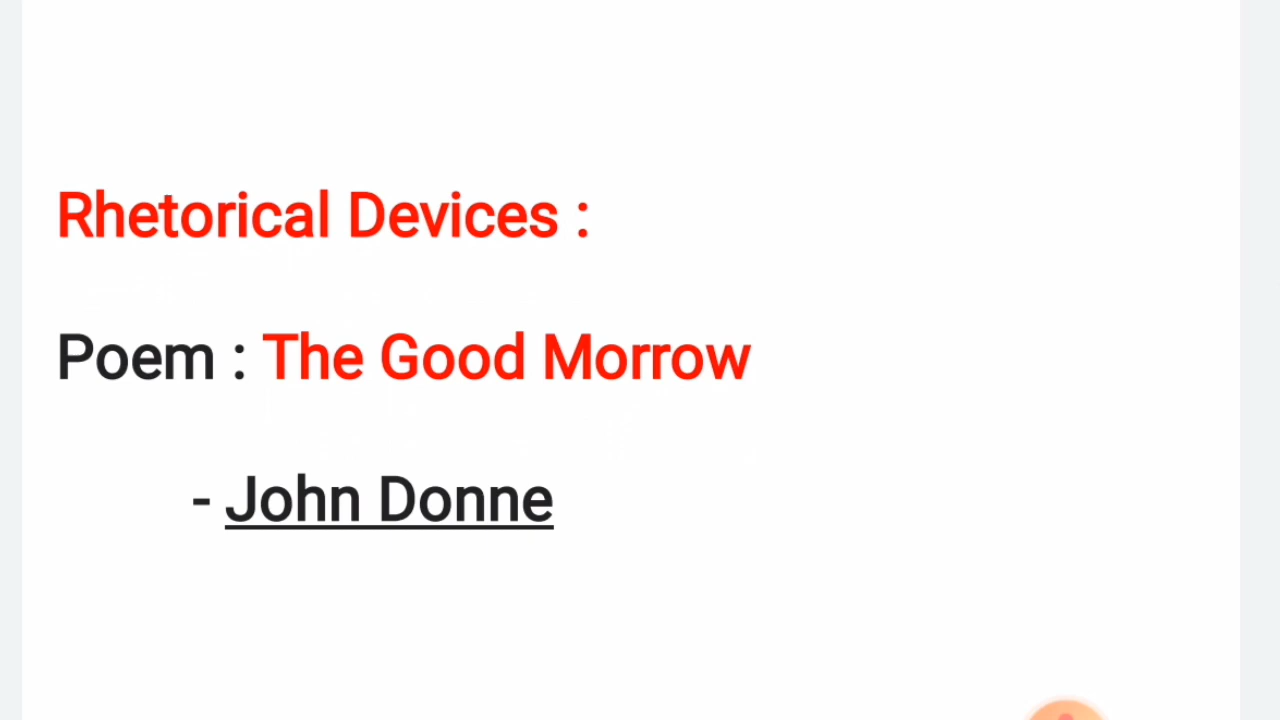 Rhetorical Devices :
Poem : The Good Morrow
- John Donne